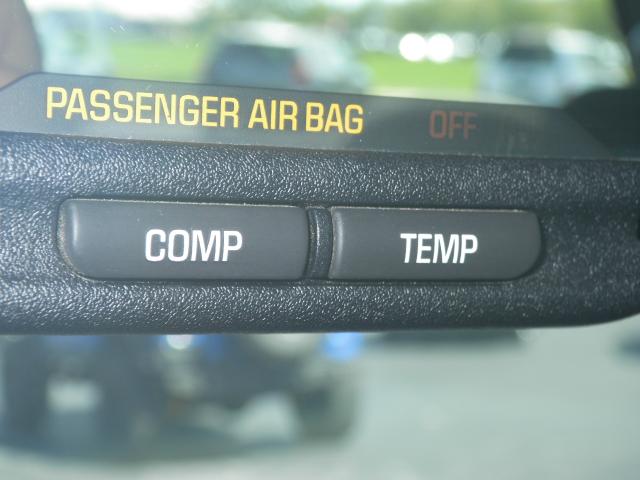 PASSENGER AIR BAG OFF
COMP TEMP